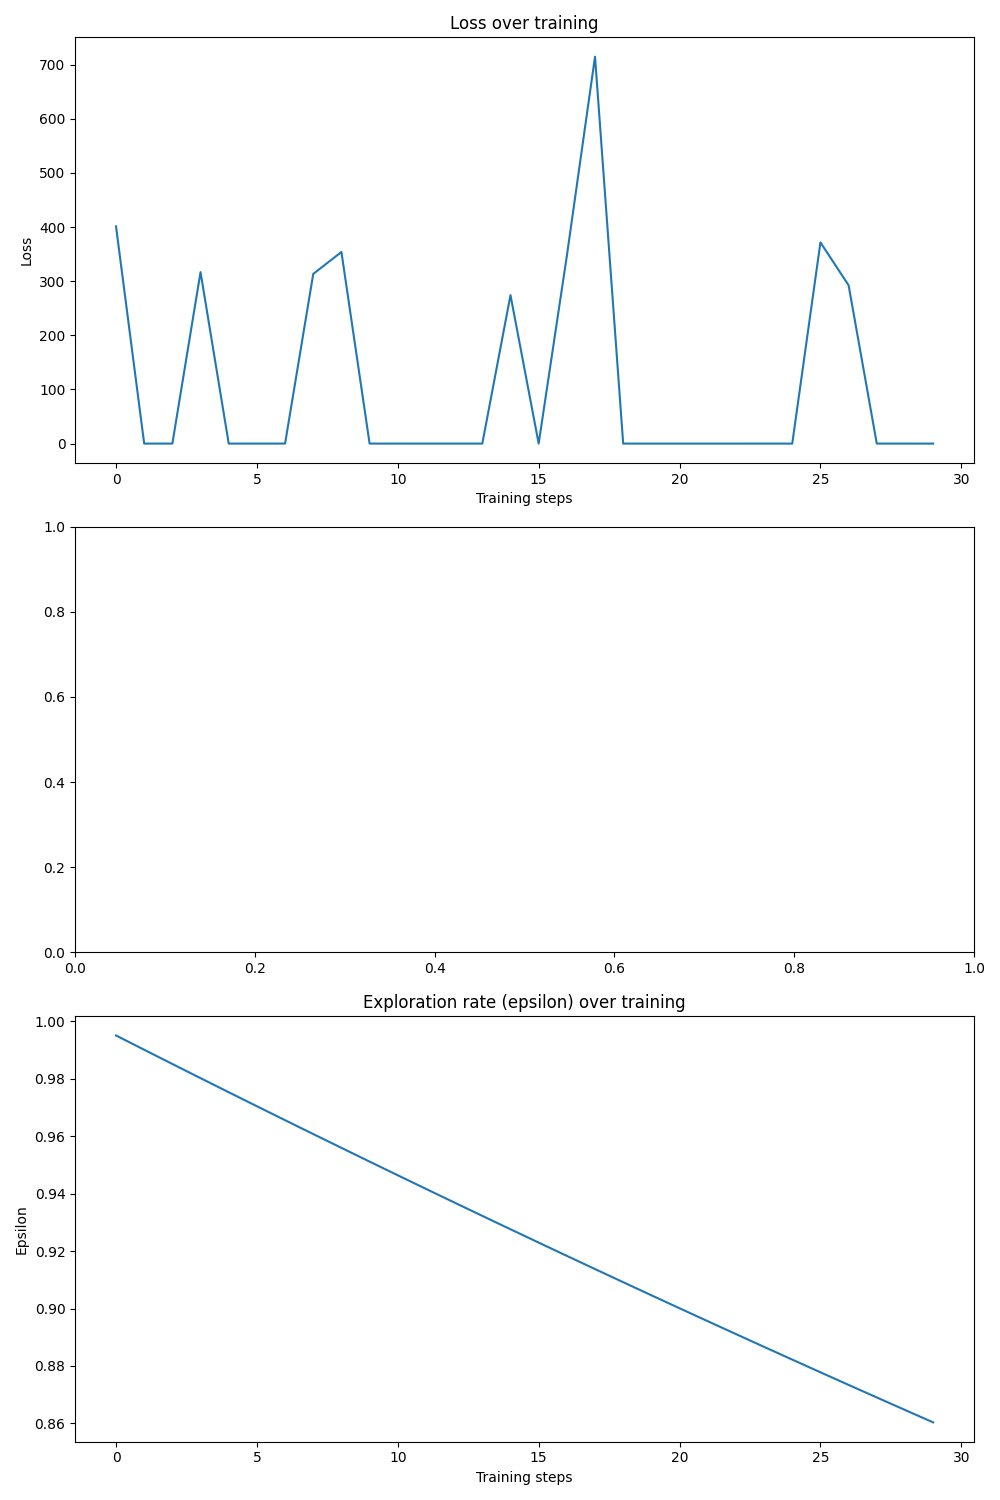 Loss over training
700
600
500
400
300
200
100
0
Loss
0 5 10 15 20 25 30
Training steps
1.0
0.8
0.6
0.4
0.2
0.0
0.0 0.2 0.4 0.6 0.8 1.0
Exploration rate (epsilon) over training
1.00
0.98
0.96
0.94
0.92
0.90
0.88
0.86
Epsilon
0 5 10 15 20 25 30
Training steps